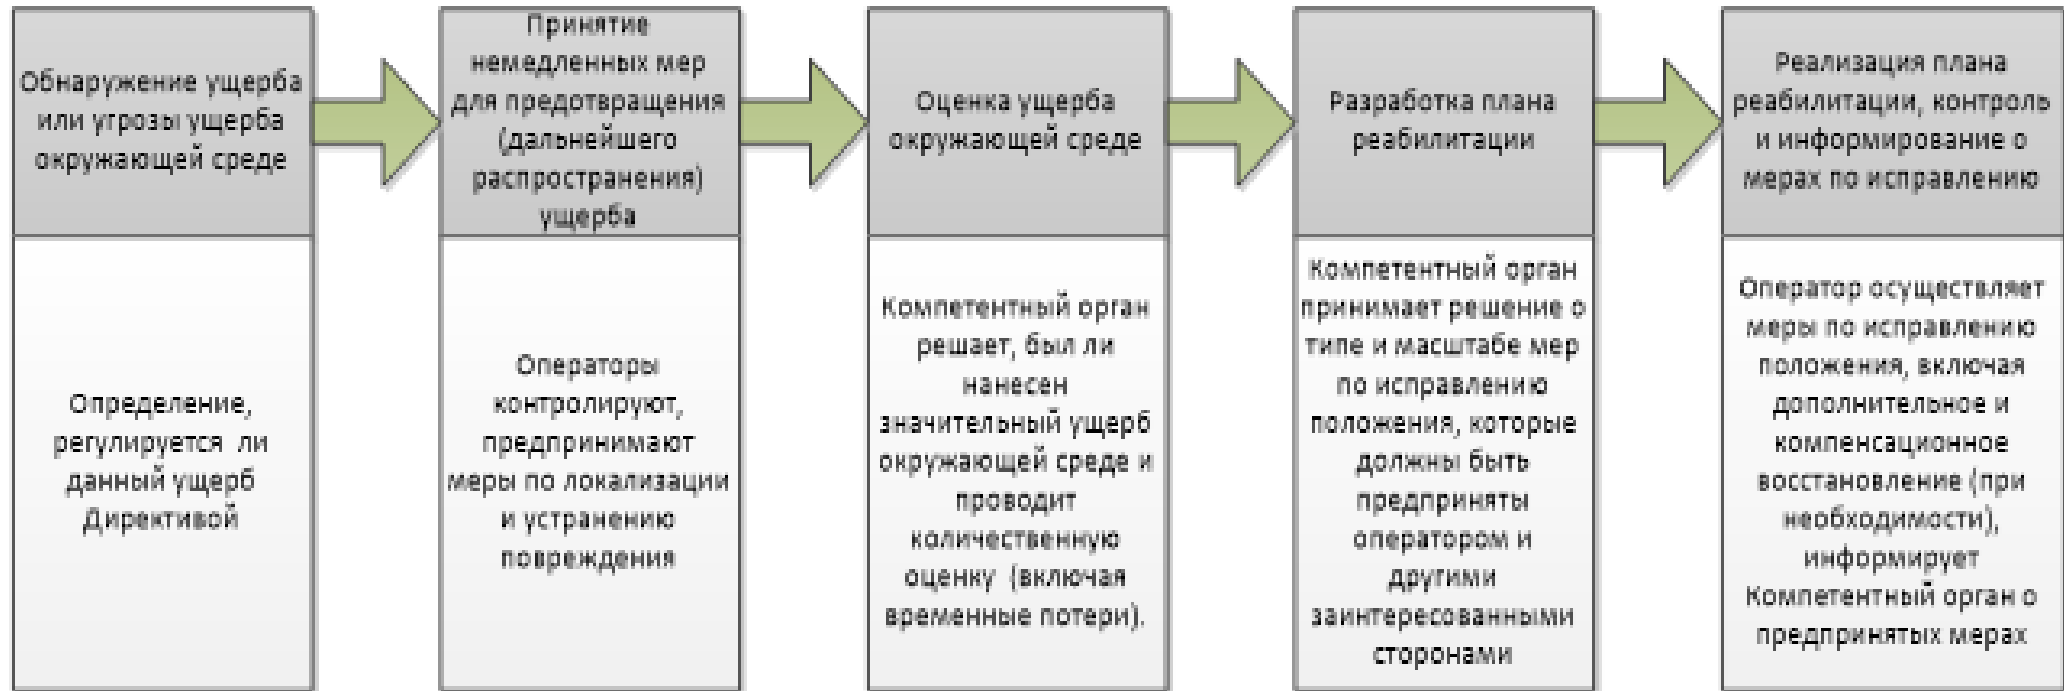 Обнаружение ущерба
или угрозы ущерба
окружающей среде
Определение,
регулируется ли
данный ущерб
Директивой
Принятие
немедленных мер
для предотвращения
(дальнейшего
распространения)
ущерба
Операторы
контролируют,
предпринимают
меры по локализации
и устранению
повреждения
Оценка ущерба
окружающей среде
Компетентный орган
решает, был ли
нанесен
значительный ущерб
окружающей среде и
проводит
количественную
оценку (включая
временные потери).
Разработка плана
реабилитации
Компетентный орган
принимает решение о
типе и масштабе мер
по исправлению
положения, которые
должны быть
предприняты
оператором и
другими
заинтересованными
сторонами
Реализация плана
реабилитации, контроль
и информирование о
мерах по исправлению
Оператор осуществляет
меры по исправлению
положения, включая
дополнительное и
компенсационное
восстановление (при
необходимости),
информирует
Компетентный орган о
предпринятых мерах